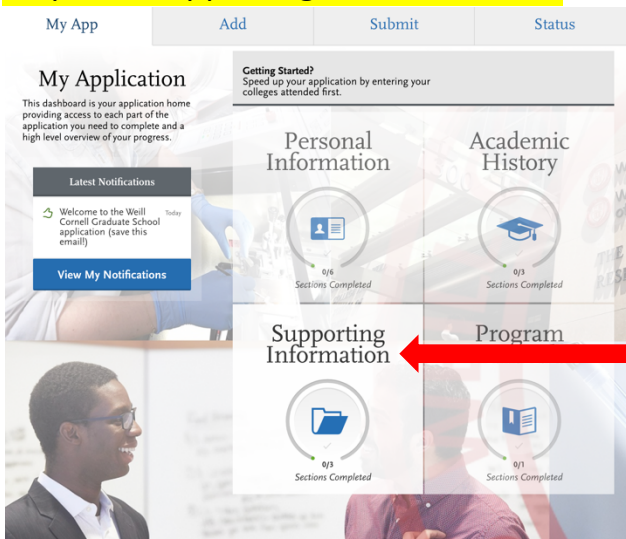 My App
Add
Submit
Status
My Application
This dashboard is your application home
providing access to each part of the
application you need to complete and a
high level overview of your progress.
Latest Notifications
Welcome to the Weill
Cornell Graduate School
application (save this
email!)
Today
View My Notifications
Getting Started?
Speed up your application by entering your
colleges attended first.
Personal
Information
0/6
Sections Completed
Academic
History
0/3
Sections Completed
Supporting
Information
0/3
Sections Completed
Program
0/1
Sections Completed